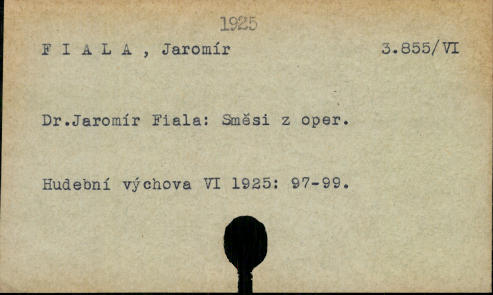 1925
F I A L A , Jaromír 3.855/VI
Dr.Jaromír Fiala: Směsi z oper.
Hudební výchova VI 1925: 97-99.